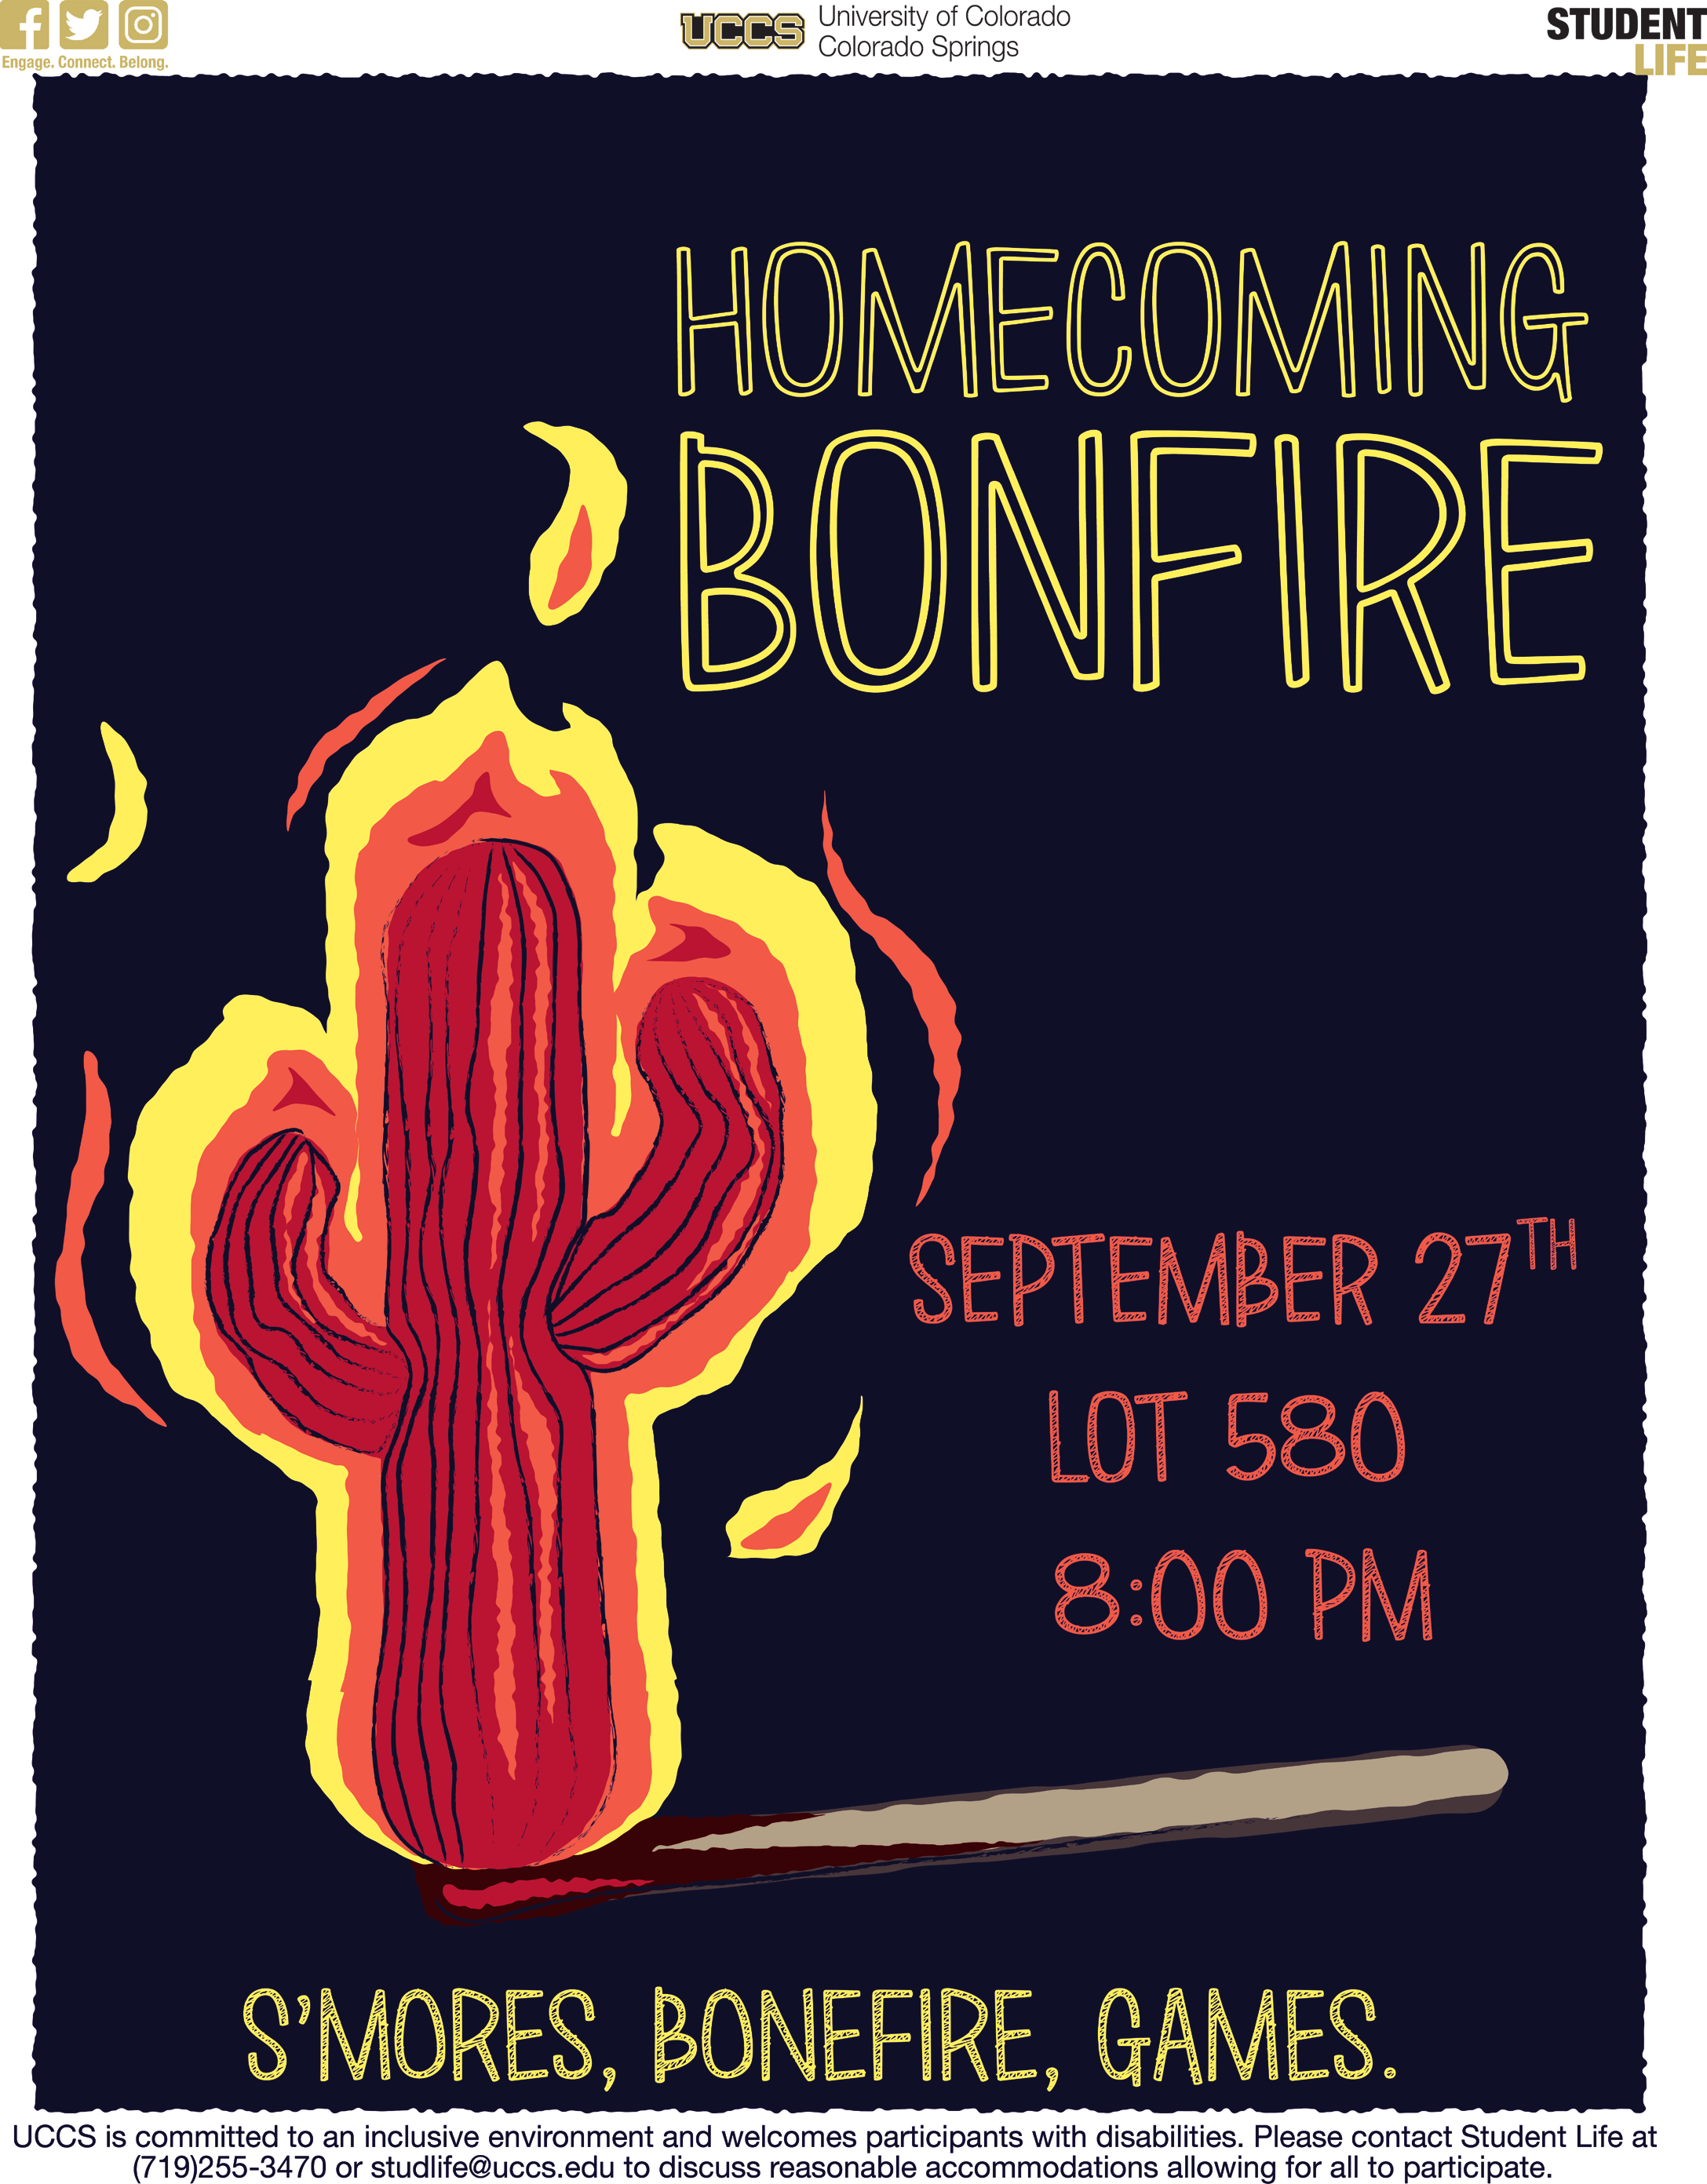 Engage. Connect. Belong.
UCCS
University of Colorado
Colorado Springs
STUDENT
LIFE
HOMECOMING
BONFIRE
SEPTEMBER 27TH
LOT 580
8:00 PM
S'MORES, BONEFIRE, GAMES.
UCCS is committed to an inclusive environment and welcomes participants with disabilities. Please contact Student Life at
(719)255-3470 or studlife@uccs.edu to discuss reasonable accommodations allowing for all to participate.